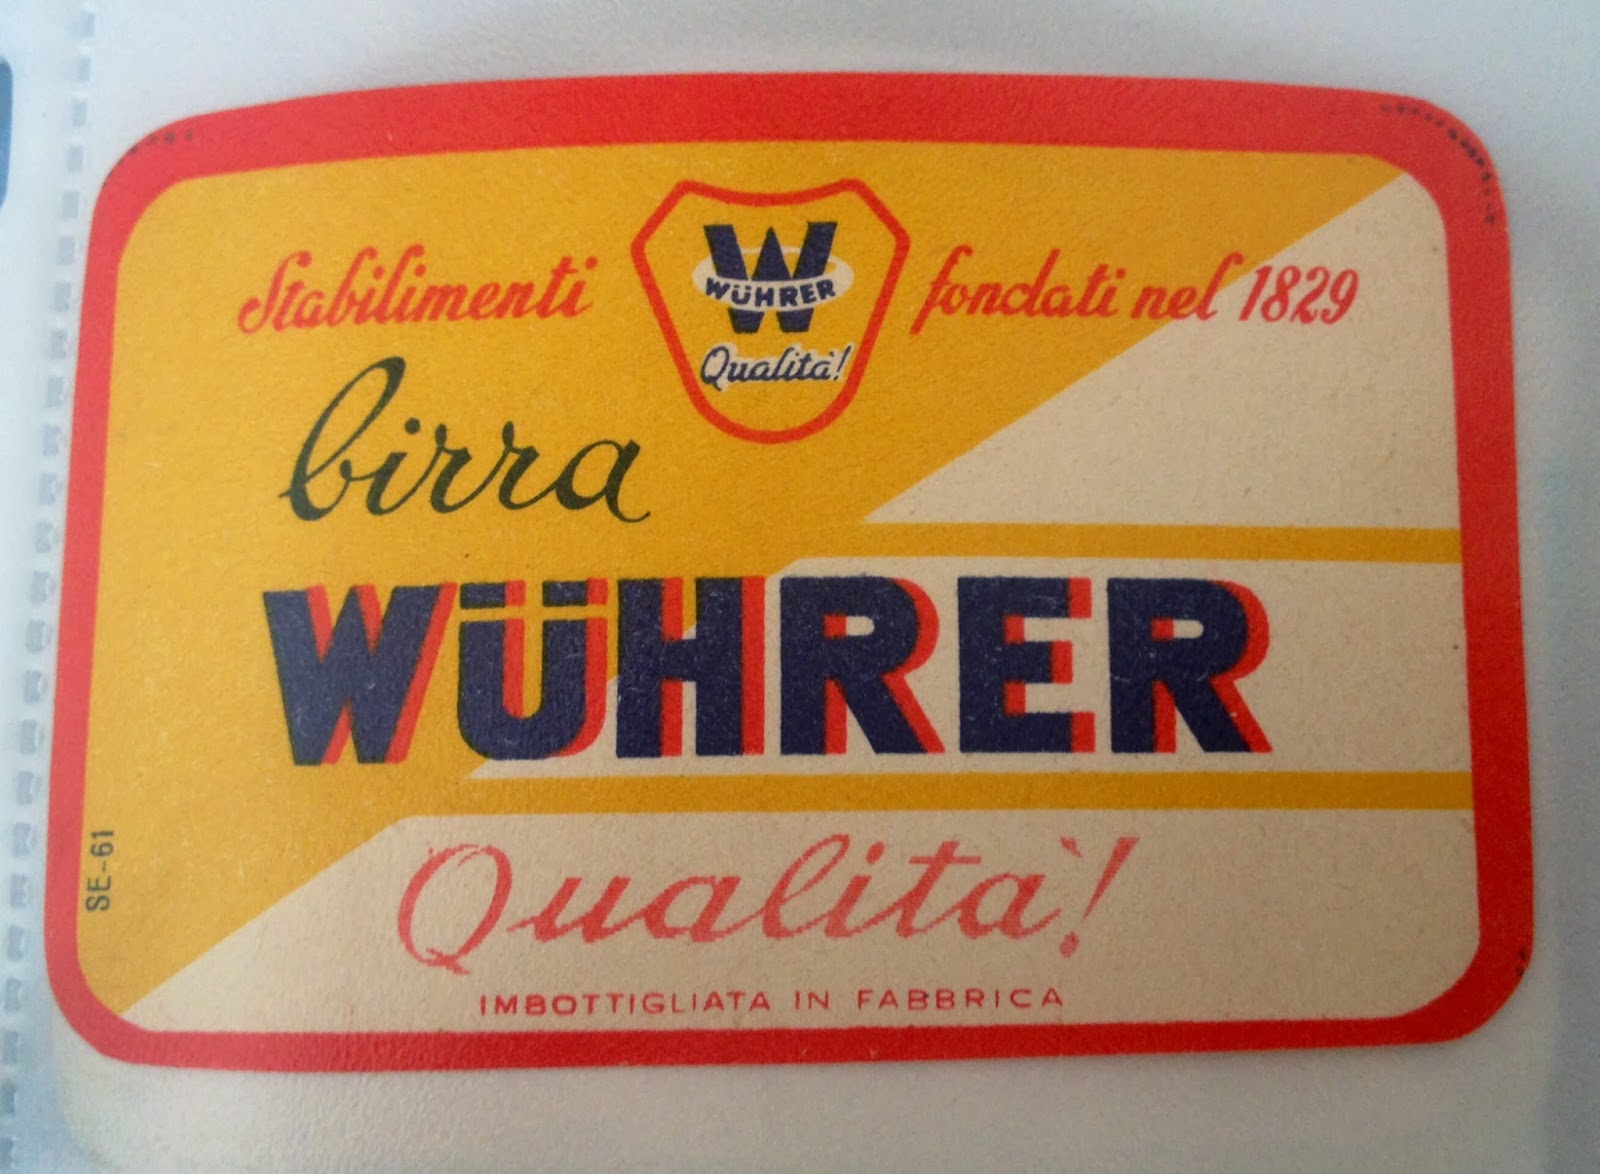 Stabilimenti fondati nel 1829
W
WÜHRER
Qualità!
birra
WÜHRER
Qualità!
IMBOTTIGLIATA IN FABBRICA
SE-61